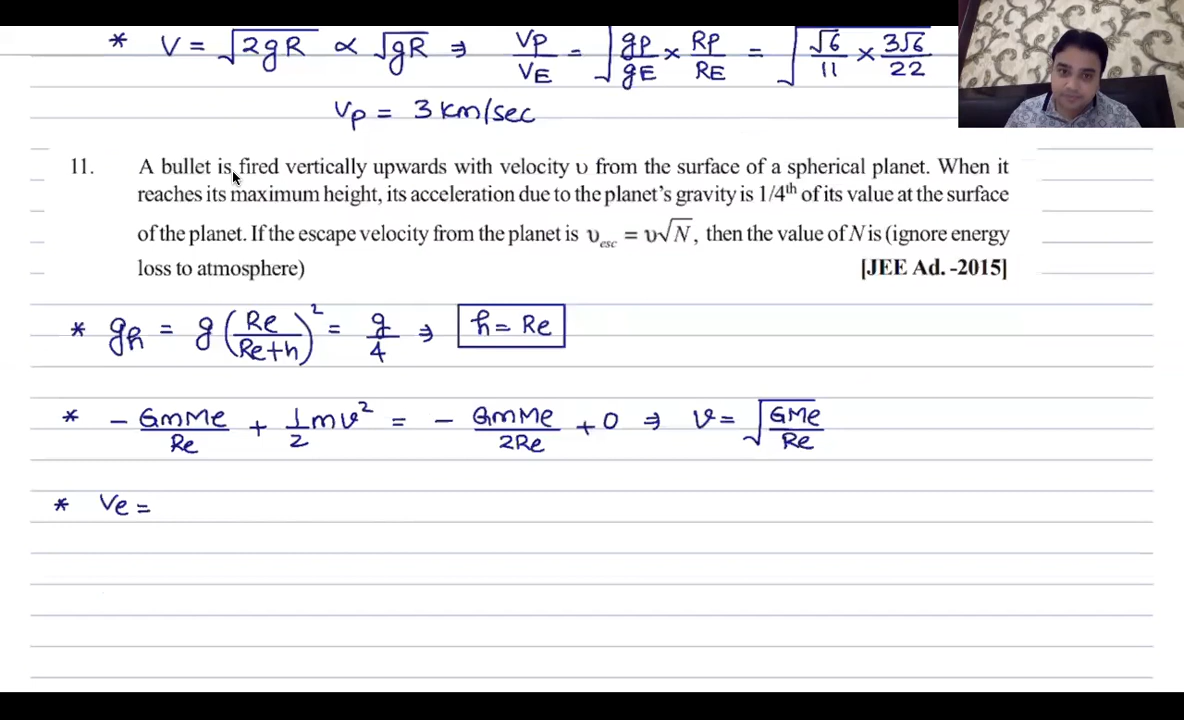 * V = √2gR ∝ √gR ⇒ VP/VE = √(gP/gE × RP/RE) = √(√6/11 × 3√6/22)
Vp = 3 km/sec
11. A bullet is fired vertically upwards with velocity υ from the surface of a spherical planet. When it
reaches its maximum height, its acceleration due to the planet's gravity is 1/4th of its value at the surface
of the planet. If the escape velocity from the planet is υesc = υ√N, then the value of N is (ignore energy
loss to atmosphere) [JEE Ad. -2015]
* gh = g(Re/(Re+h))² = g/4 ⇒ h = Re
* - GmMe/Re + 1/2 mv² = - GmMe/2Re + 0 ⇒ v = √(GMe/Re)
* Ve =